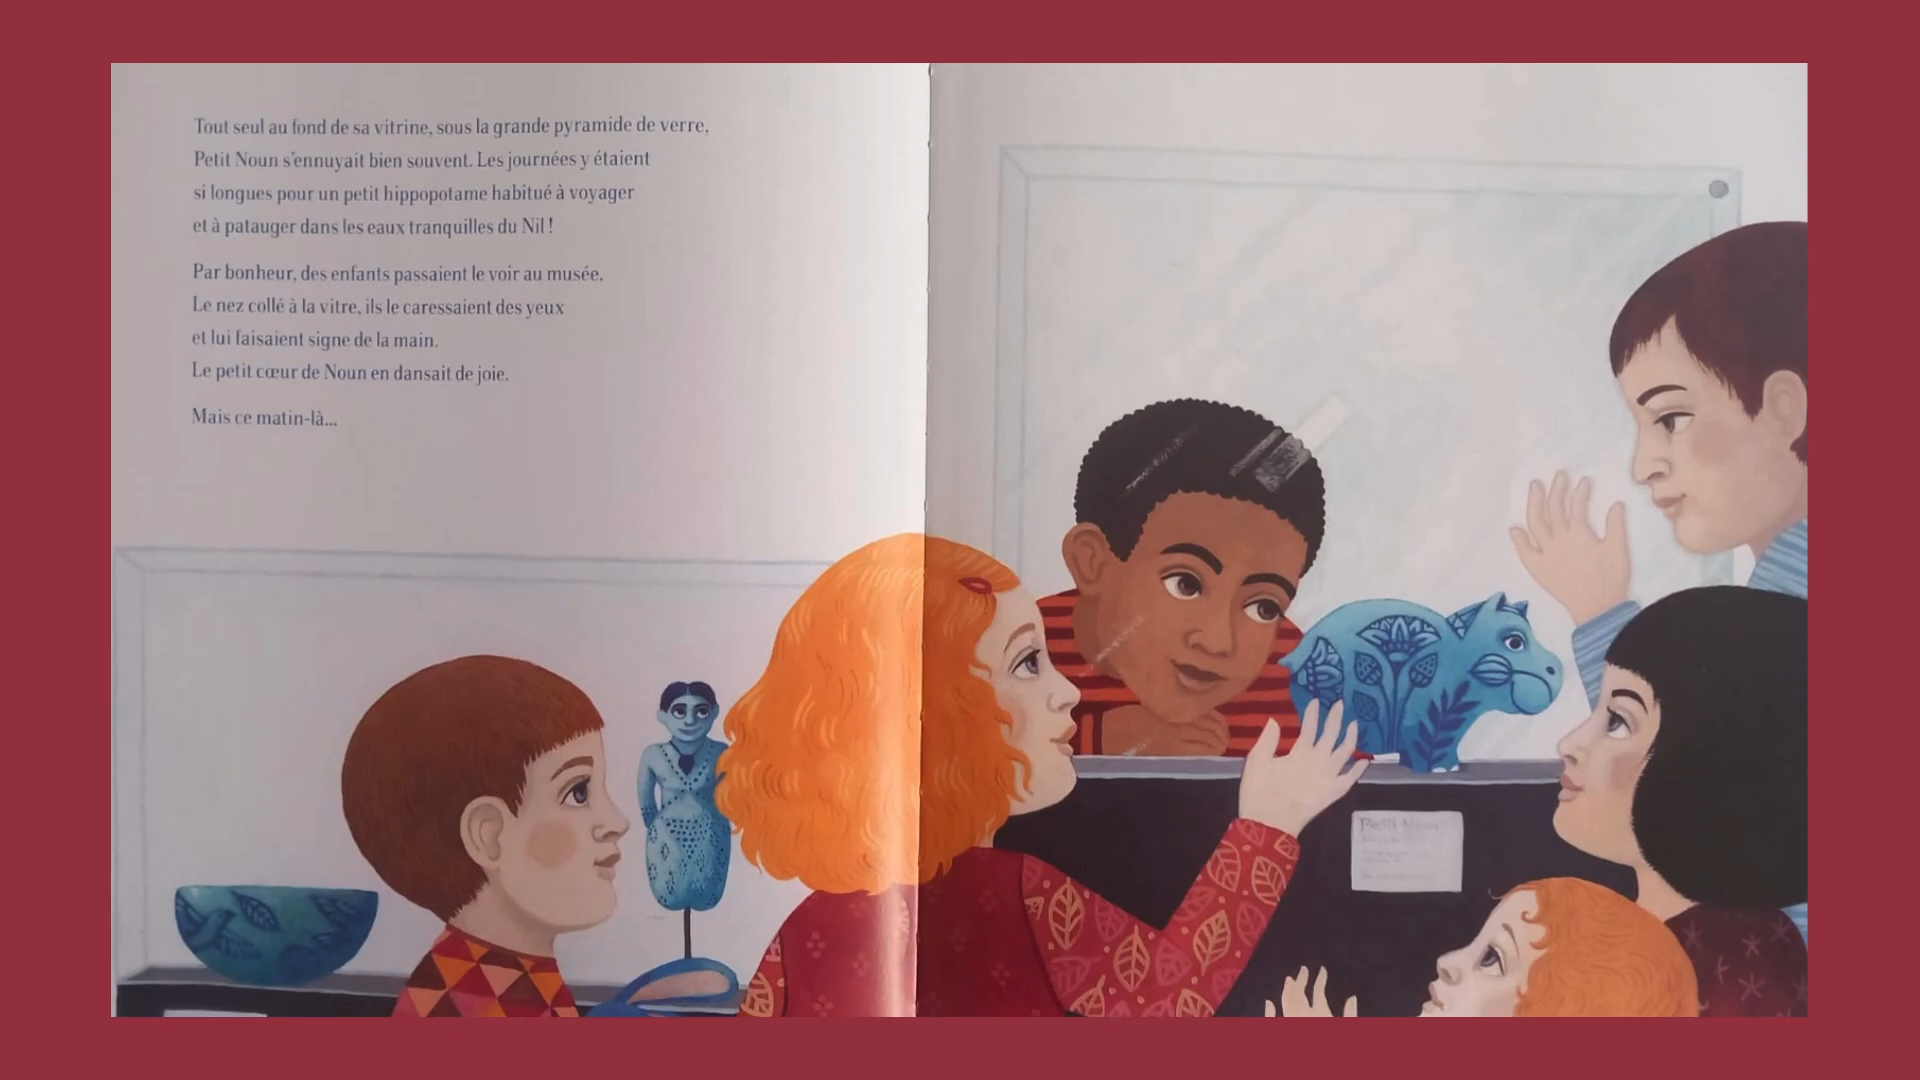 Tout seul au fond de sa vitrine, sous la grande pyramide de verre,
Petit Noun s'ennuyait bien souvent. Les journées y étaient
si longues pour un petit hippopotame habitué à voyager
et à patauger dans les eaux tranquilles du Nil !
Par bonheur, des enfants passaient le voir au musée.
Le nez collé à la vitre, ils le caressaient des yeux
et lui faisaient signe de la main.
Le petit cœur de Noun en dansait de joie.
Mais ce matin-là...
Petit Noun